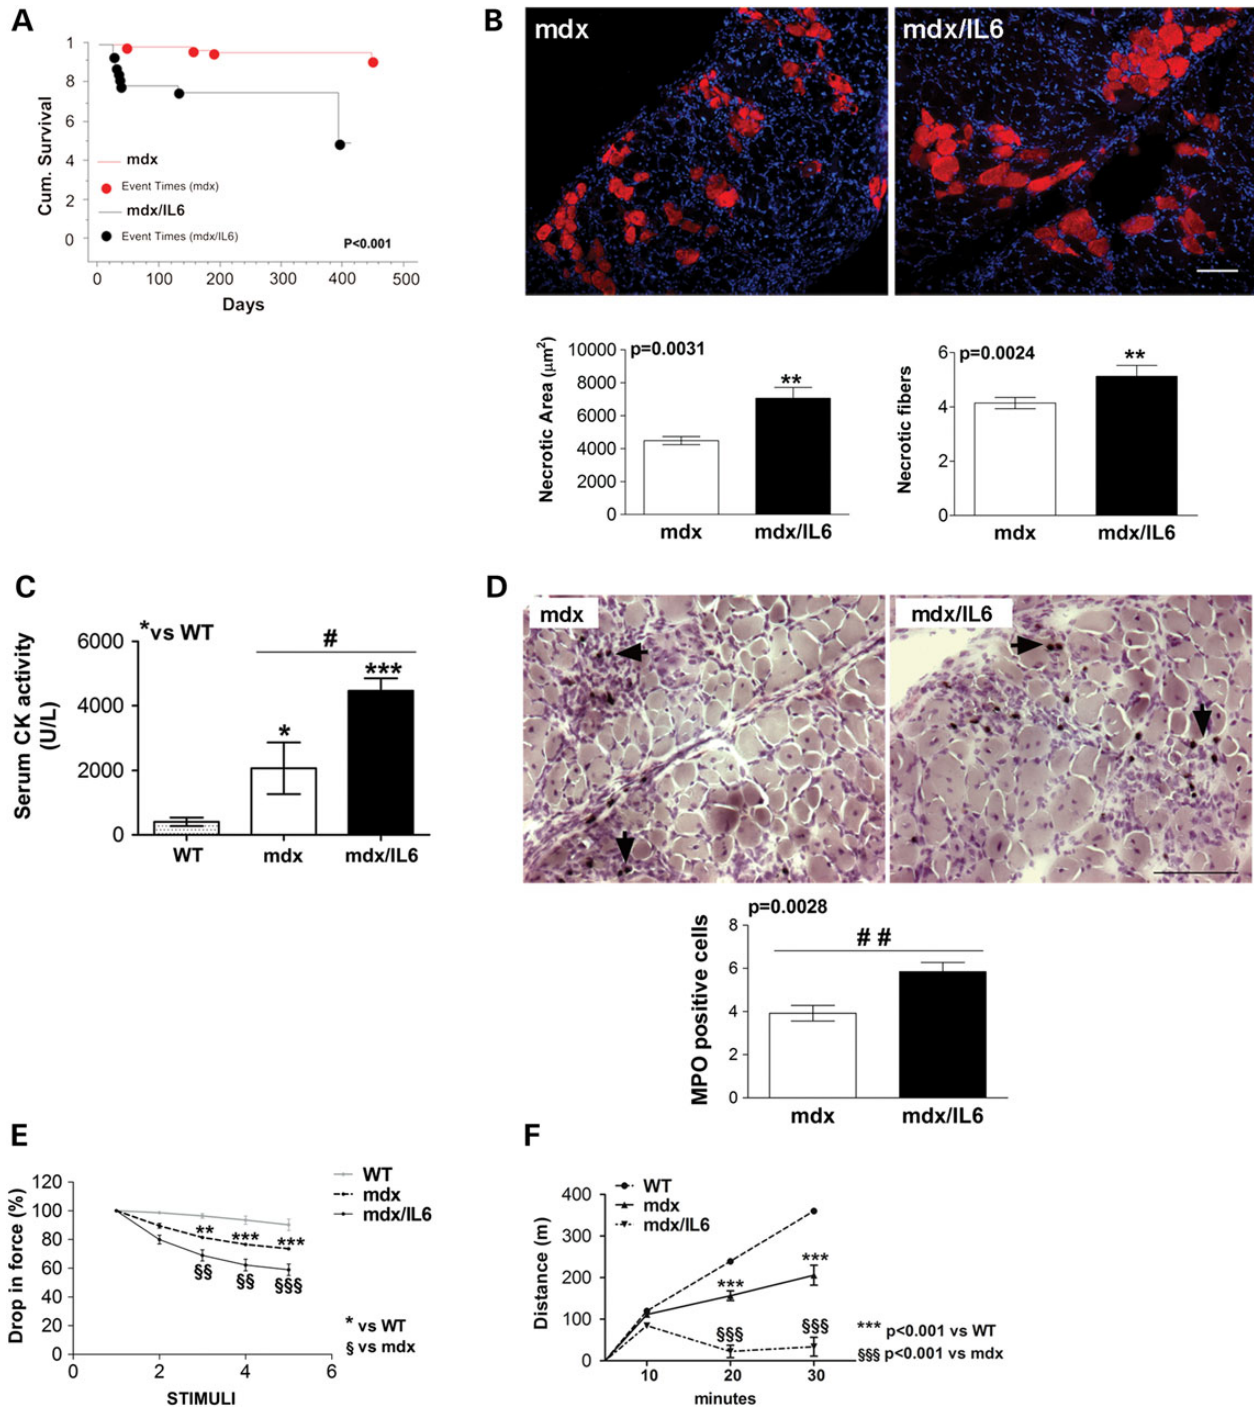 A
1
8
6
4
2
0
Cum. Survival
mdx
Event Times (mdx)
mdx/IL6
Event Times (mdx/IL6)
P<0.001
0 100 200 300 400 500
Days
B
mdx
mdx/IL6
p=0.0031
10000
8000
6000
4000
2000
0
Necrotic Area (μm²)
**
mdx mdx/IL6
p=0.0024
6
4
2
0
Necrotic fibers
**
mdx mdx/IL6
C
*vs WT
6000
4000
2000
0
Serum CK activity
(U/L)
#
*
***
WT mdx mdx/IL6
D
mdx
mdx/IL6
p=0.0028
8
6
4
2
0
MPO positive cells
# #
mdx mdx/IL6
E
120
100
80
60
40
20
0
Drop in force (%)
WT
mdx
mdx/IL6
** *** ***
§§ §§ §§§
* vs WT
§ vs mdx
0 2 4 6
STIMULI
F
WT
mdx
mdx/IL6
400
300
200
100
0
Distance (m)
*** ***
§§§ §§§
*** p<0.001 vs WT
§§§ p<0.001 vs mdx
10 20 30
minutes